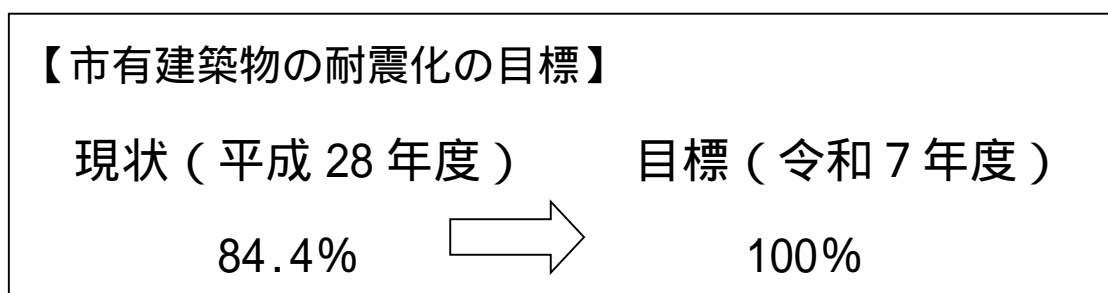 【市有建築物の耐震化の目標】
現状(平成 28 年度) 目標(令和 7 年度)
84.4% 100%